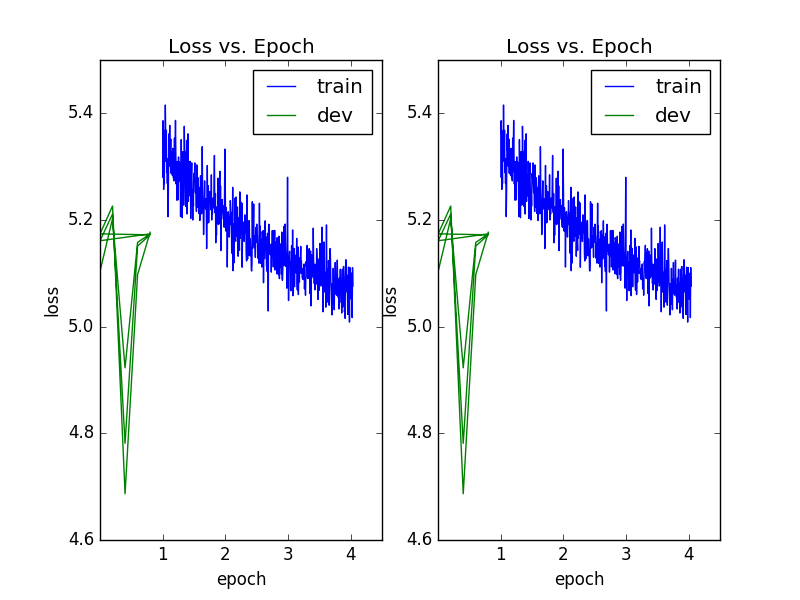 Loss vs. Epoch
train
dev
5.4
5.2
5.0
4.8
4.6
loss
1 2 3 4
epoch
Loss vs. Epoch
train
dev
5.4
5.2
5.0
4.8
4.6
loss
1 2 3 4
epoch